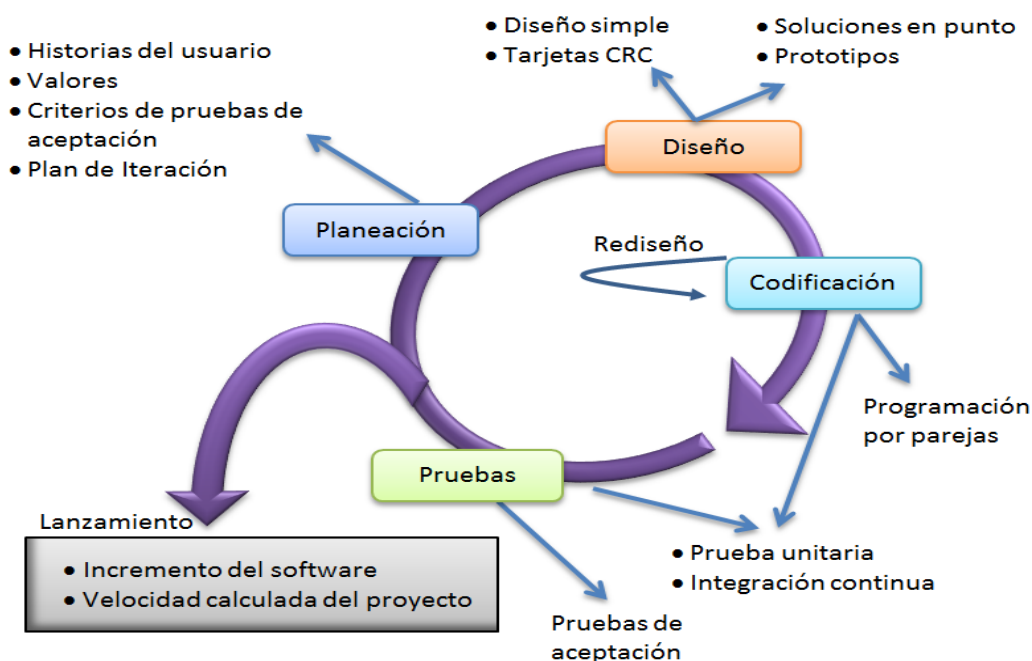 • Historias del usuario
• Valores
• Criterios de pruebas de
aceptación
• Plan de Iteración
• Diseño simple
• Tarjetas CRC
• Soluciones en punto
• Prototipos
Diseño
Planeación
Rediseño
Codificación
Programación
por parejas
Pruebas
Lanzamiento
• Incremento del software
• Velocidad calculada del proyecto
• Prueba unitaria
• Integración continua
Pruebas de
aceptación